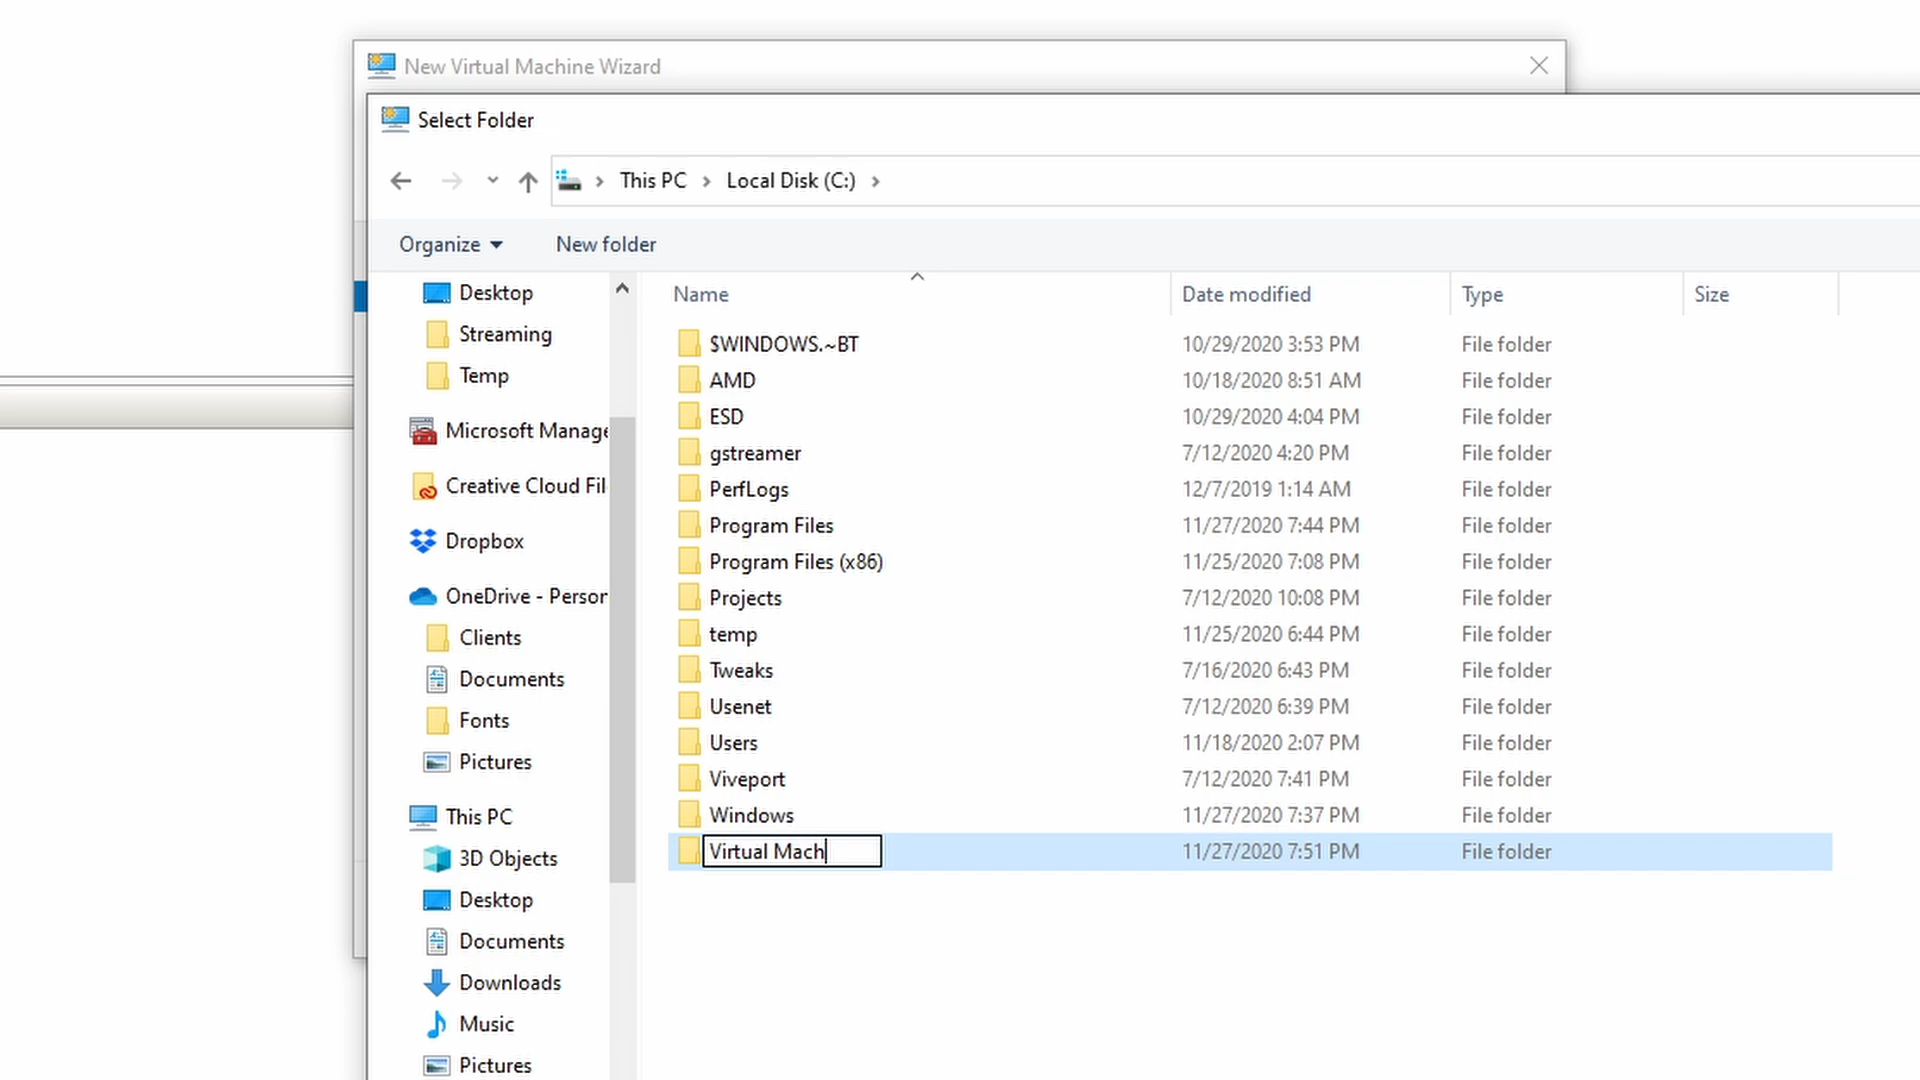 New Virtual Machine Wizard
Select Folder
This PC
Local Disk (C:)
Organize
New folder
Desktop
Streaming
Temp
Microsoft Manage
Creative Cloud Fil
Dropbox
OneDrive - Person
Clients
Documents
Fonts
Pictures
This PC
3D Objects
Desktop
Documents
Downloads
Music
Pictures
Name Date modified Type Size
$WINDOWS.~BT 10/29/2020 3:53 PM File folder
AMD 10/18/2020 8:51 AM File folder
ESD 10/29/2020 4:04 PM File folder
gstreamer 7/12/2020 4:20 PM File folder
PerfLogs 12/7/2019 1:14 AM File folder
Program Files 11/27/2020 7:44 PM File folder
Program Files (x86) 11/25/2020 7:08 PM File folder
Projects 7/12/2020 10:08 PM File folder
temp 11/25/2020 6:44 PM File folder
Tweaks 7/16/2020 6:43 PM File folder
Usenet 7/12/2020 6:39 PM File folder
Users 11/18/2020 2:07 PM File folder
Viveport 7/12/2020 7:41 PM File folder
Windows 11/27/2020 7:37 PM File folder
Virtual Mach 11/27/2020 7:51 PM File folder